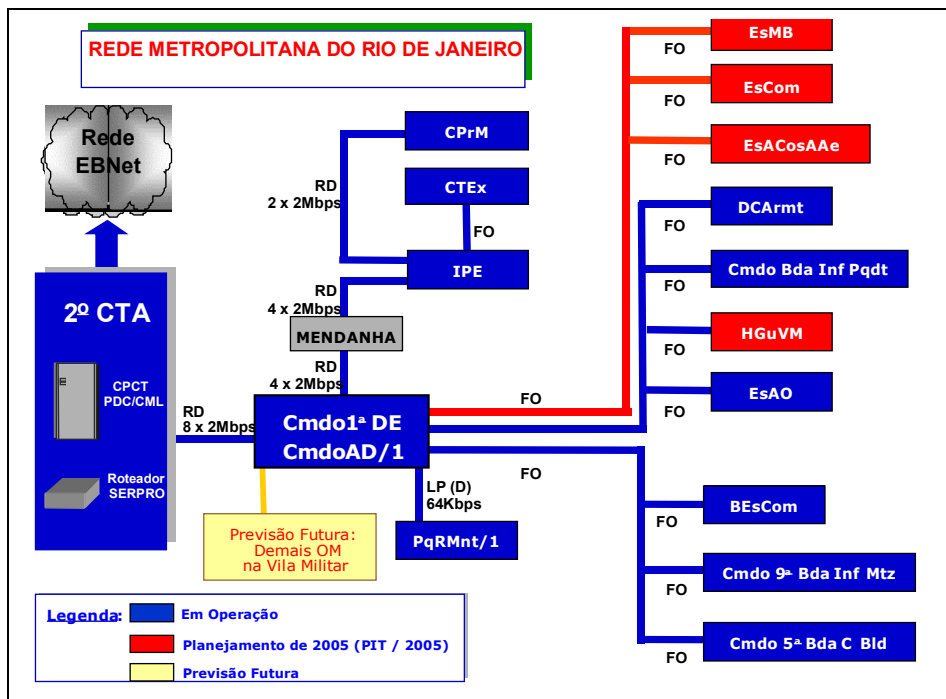 REDE METROPOLITANA DO RIO DE JANEIRO
Rede
EBNet
2º CTA
CPCT
PDC/CML
Roteador
SERPRO
RD
8 x 2Mbps
CPrM
RD
2 x 2Mbps
CTEx
FO
IPE
RD
4 x 2Mbps
MENDANHA
RD
4 x 2Mbps
Cmdo1ª DE
CmdoAD/1
LP (D)
64Kbps
PqRMnt/1
Previsão Futura:
Demais OM
na Vila Militar
FO
FO
EsMB
FO
EsCom
FO
EsACosAAe
FO
DCArmt
FO
Cmdo Bda Inf Pqdt
FO
HGuVM
FO
EsAO
FO
BEsCom
FO
Cmdo 9ª Bda Inf Mtz
FO
Cmdo 5ª Bda C Bld
FO
Legenda:
Em Operação
Planejamento de 2005 (PIT / 2005)
Previsão Futura